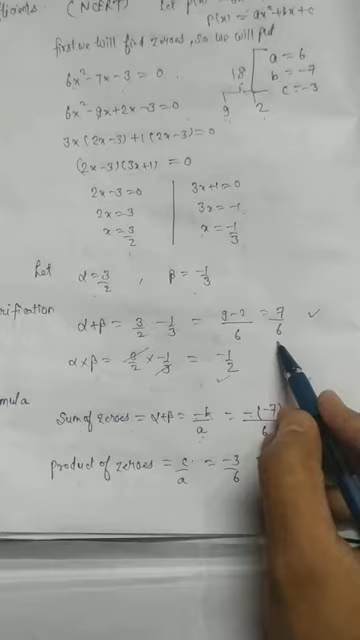 (NCERT) Let p(x)
p(x) = ax²+bx+c
first we will find zeroes, so we will put
a = 6
b = -7
c = -3
18
9 2
6x²-7x-3=0
6x²-9x+2x-3=0
3x(2x-3)+1(2x-3)=0
(2x-3)(3x+1)=0
2x-3=0 3x+1=0
2x=3 3x=-1
x=3/2 x=-1/3
Let α=3/2, β=-1/3
α+β = 3/2 - 1/3 = 9-2/6 = 7/6 ✓
α×β = 3/2 × -1/3 = -1/2 ✓
Sum of zeroes = α+β = -b/a = -(-7)/6
product of zeroes = c/a = -3/6